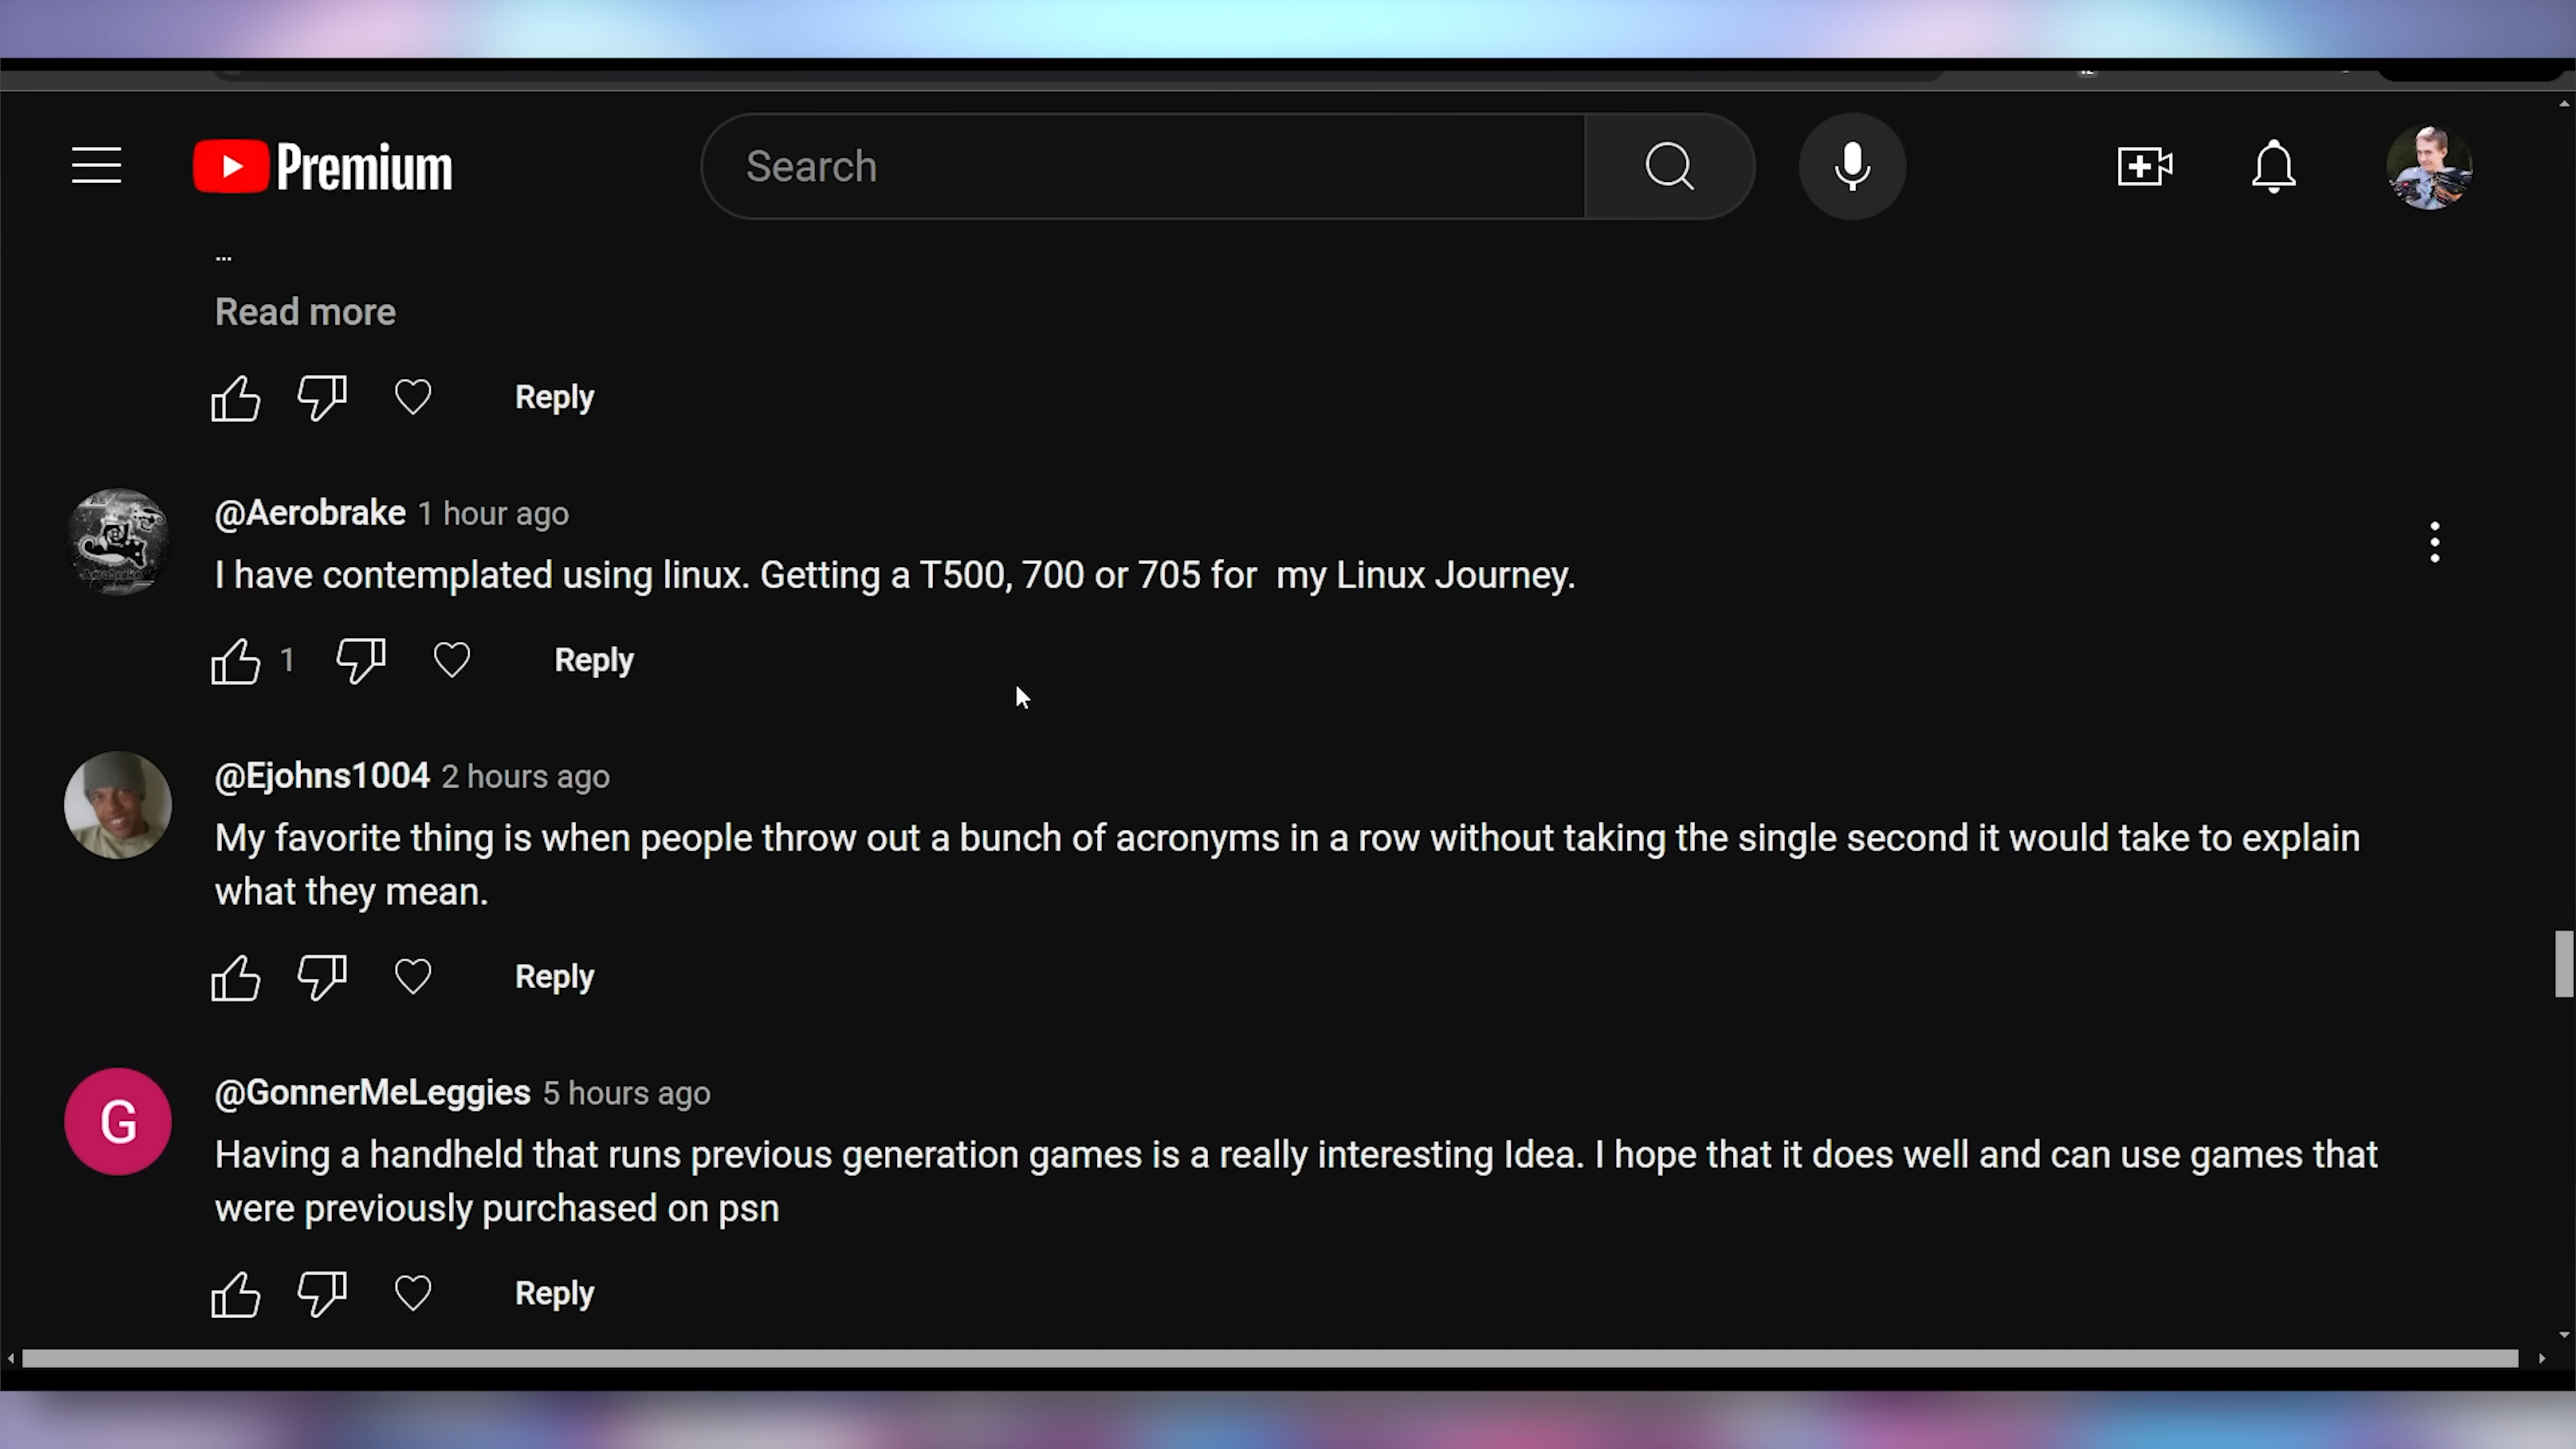 Premium
Search
...
Read more
Reply
@Aerobrake 1 hour ago
I have contemplated using linux. Getting a T500, 700 or 705 for  my Linux Journey.
1
Reply
@Ejohns1004 2 hours ago
My favorite thing is when people throw out a bunch of acronyms in a row without taking the single second it would take to explain
what they mean.
Reply
G
@GonnerMeLeggies 5 hours ago
Having a handheld that runs previous generation games is a really interesting Idea. I hope that it does well and can use games that
were previously purchased on psn
Reply